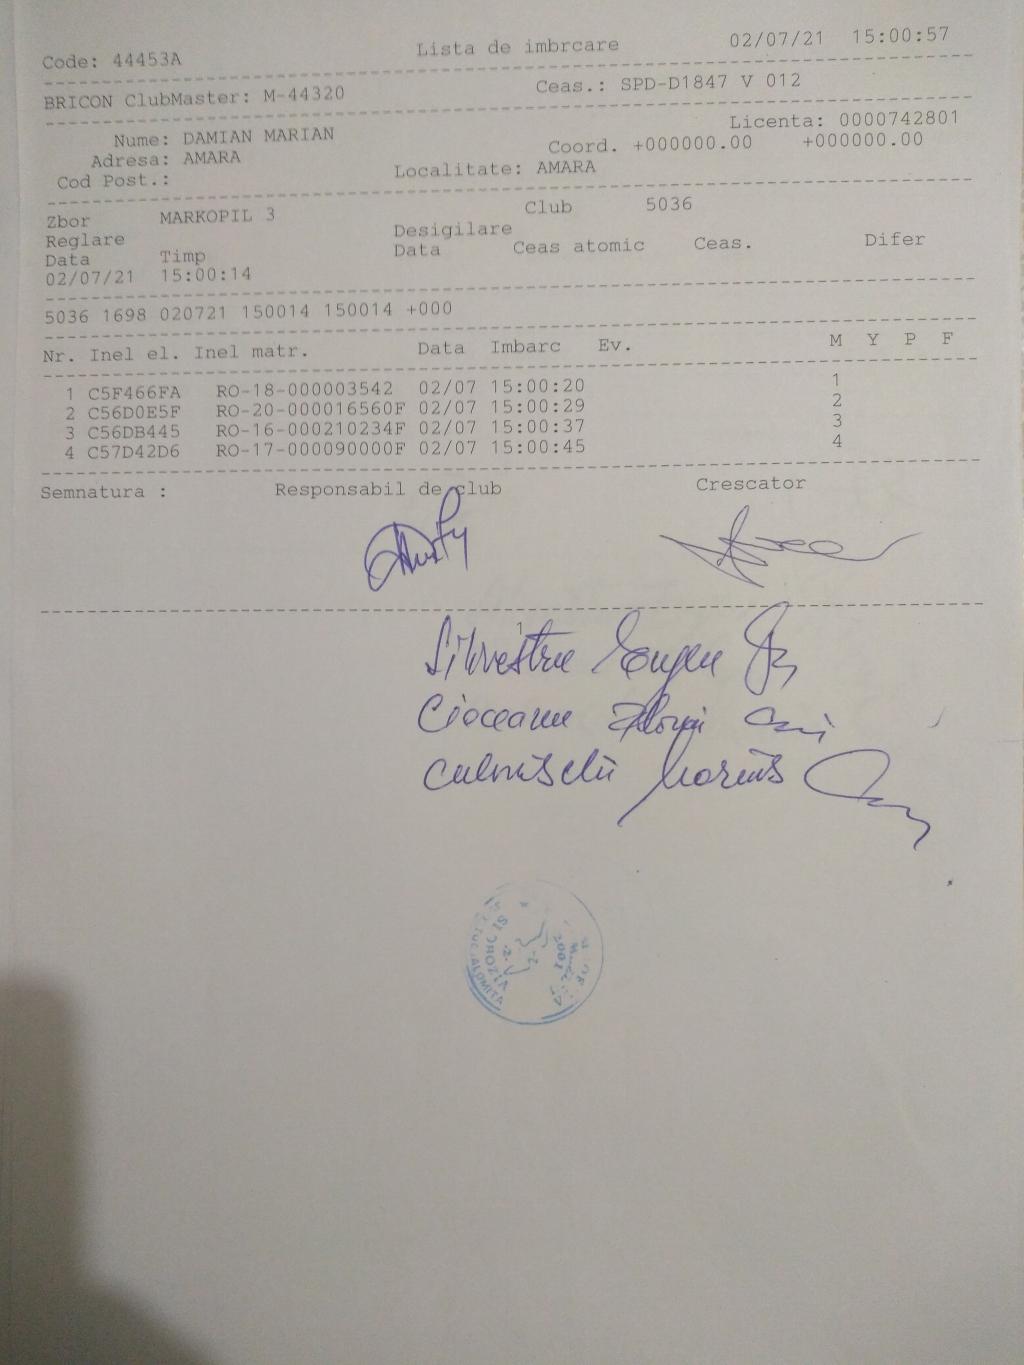 Code: 44453A Lista de imbrcare 02/07/21 15:00:57
BRICON ClubMaster: M-44320 Ceas.: SPD-D1847 V 012
Licenta: 0000742801
Nume: DAMIAN MARIAN Coord. +000000.00 +000000.00
Adresa: AMARA
Cod Post.: Localitate: AMARA
Zbor MARKOPIL 3 Club 5036
Reglare Desigilare
Data Timp Data Ceas atomic Ceas. Difer
02/07/21 15:00:14
5036 1698 020721 150014 150014 +000
Nr. Inel el. Inel matr. Data Imbarc Ev. M Y P F
1 C5F466FA RO-18-000003542 02/07 15:00:20 1
2 C56D0E5F RO-20-000016560F 02/07 15:00:29 2
3 C56DB445 RO-16-000210234F 02/07 15:00:37 3
4 C57D42D6 RO-17-000090000F 02/07 15:00:45 4
Semnatura : Responsabil de club Crescator
Silvestru Eugen
Cioceanu
Marius
IALOMITA